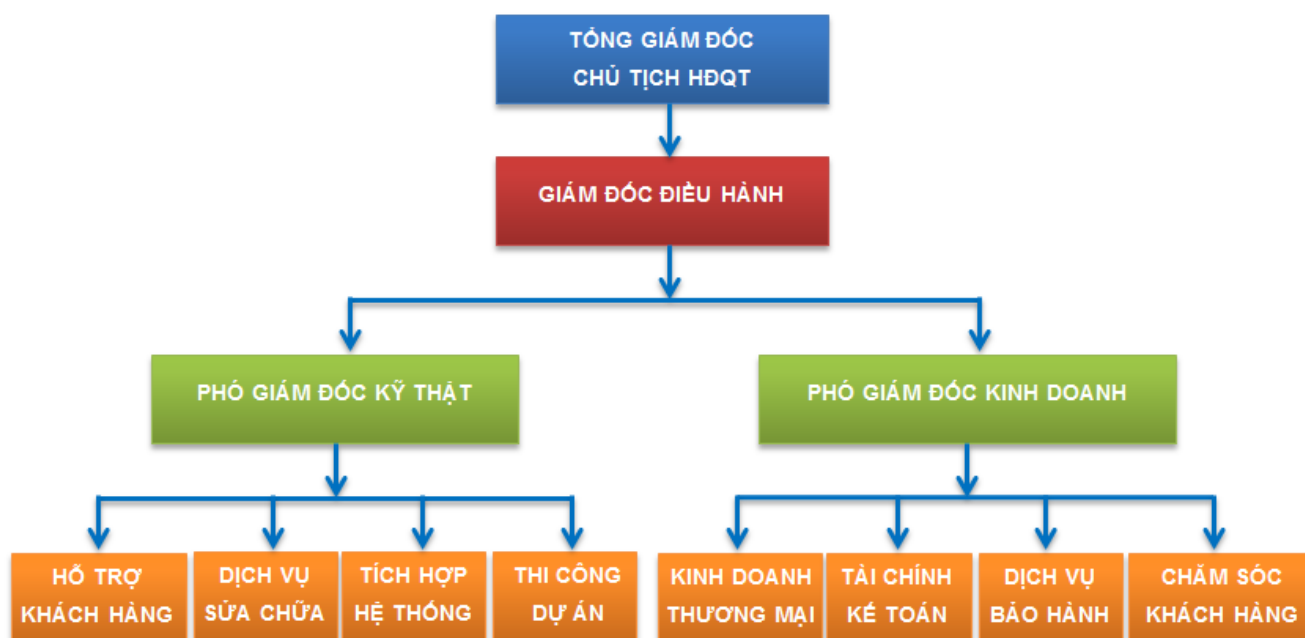 TỔNG GIÁM ĐỐC
CHỦ TỊCH HĐQT
GIÁM ĐỐC ĐIỀU HÀNH
PHÓ GIÁM ĐỐC KỸ THẬT
PHÓ GIÁM ĐỐC KINH DOANH
HỖ TRỢ
KHÁCH HÀNG
DỊCH VỤ
SỬA CHỮA
TÍCH HỢP
HỆ THỐNG
THI CÔNG
DỰ ÁN
KINH DOANH
THƯƠNG MẠI
TÀI CHÍNH
KẾ TOÁN
DỊCH VỤ
BẢO HÀNH
CHĂM SÓC
KHÁCH HÀNG